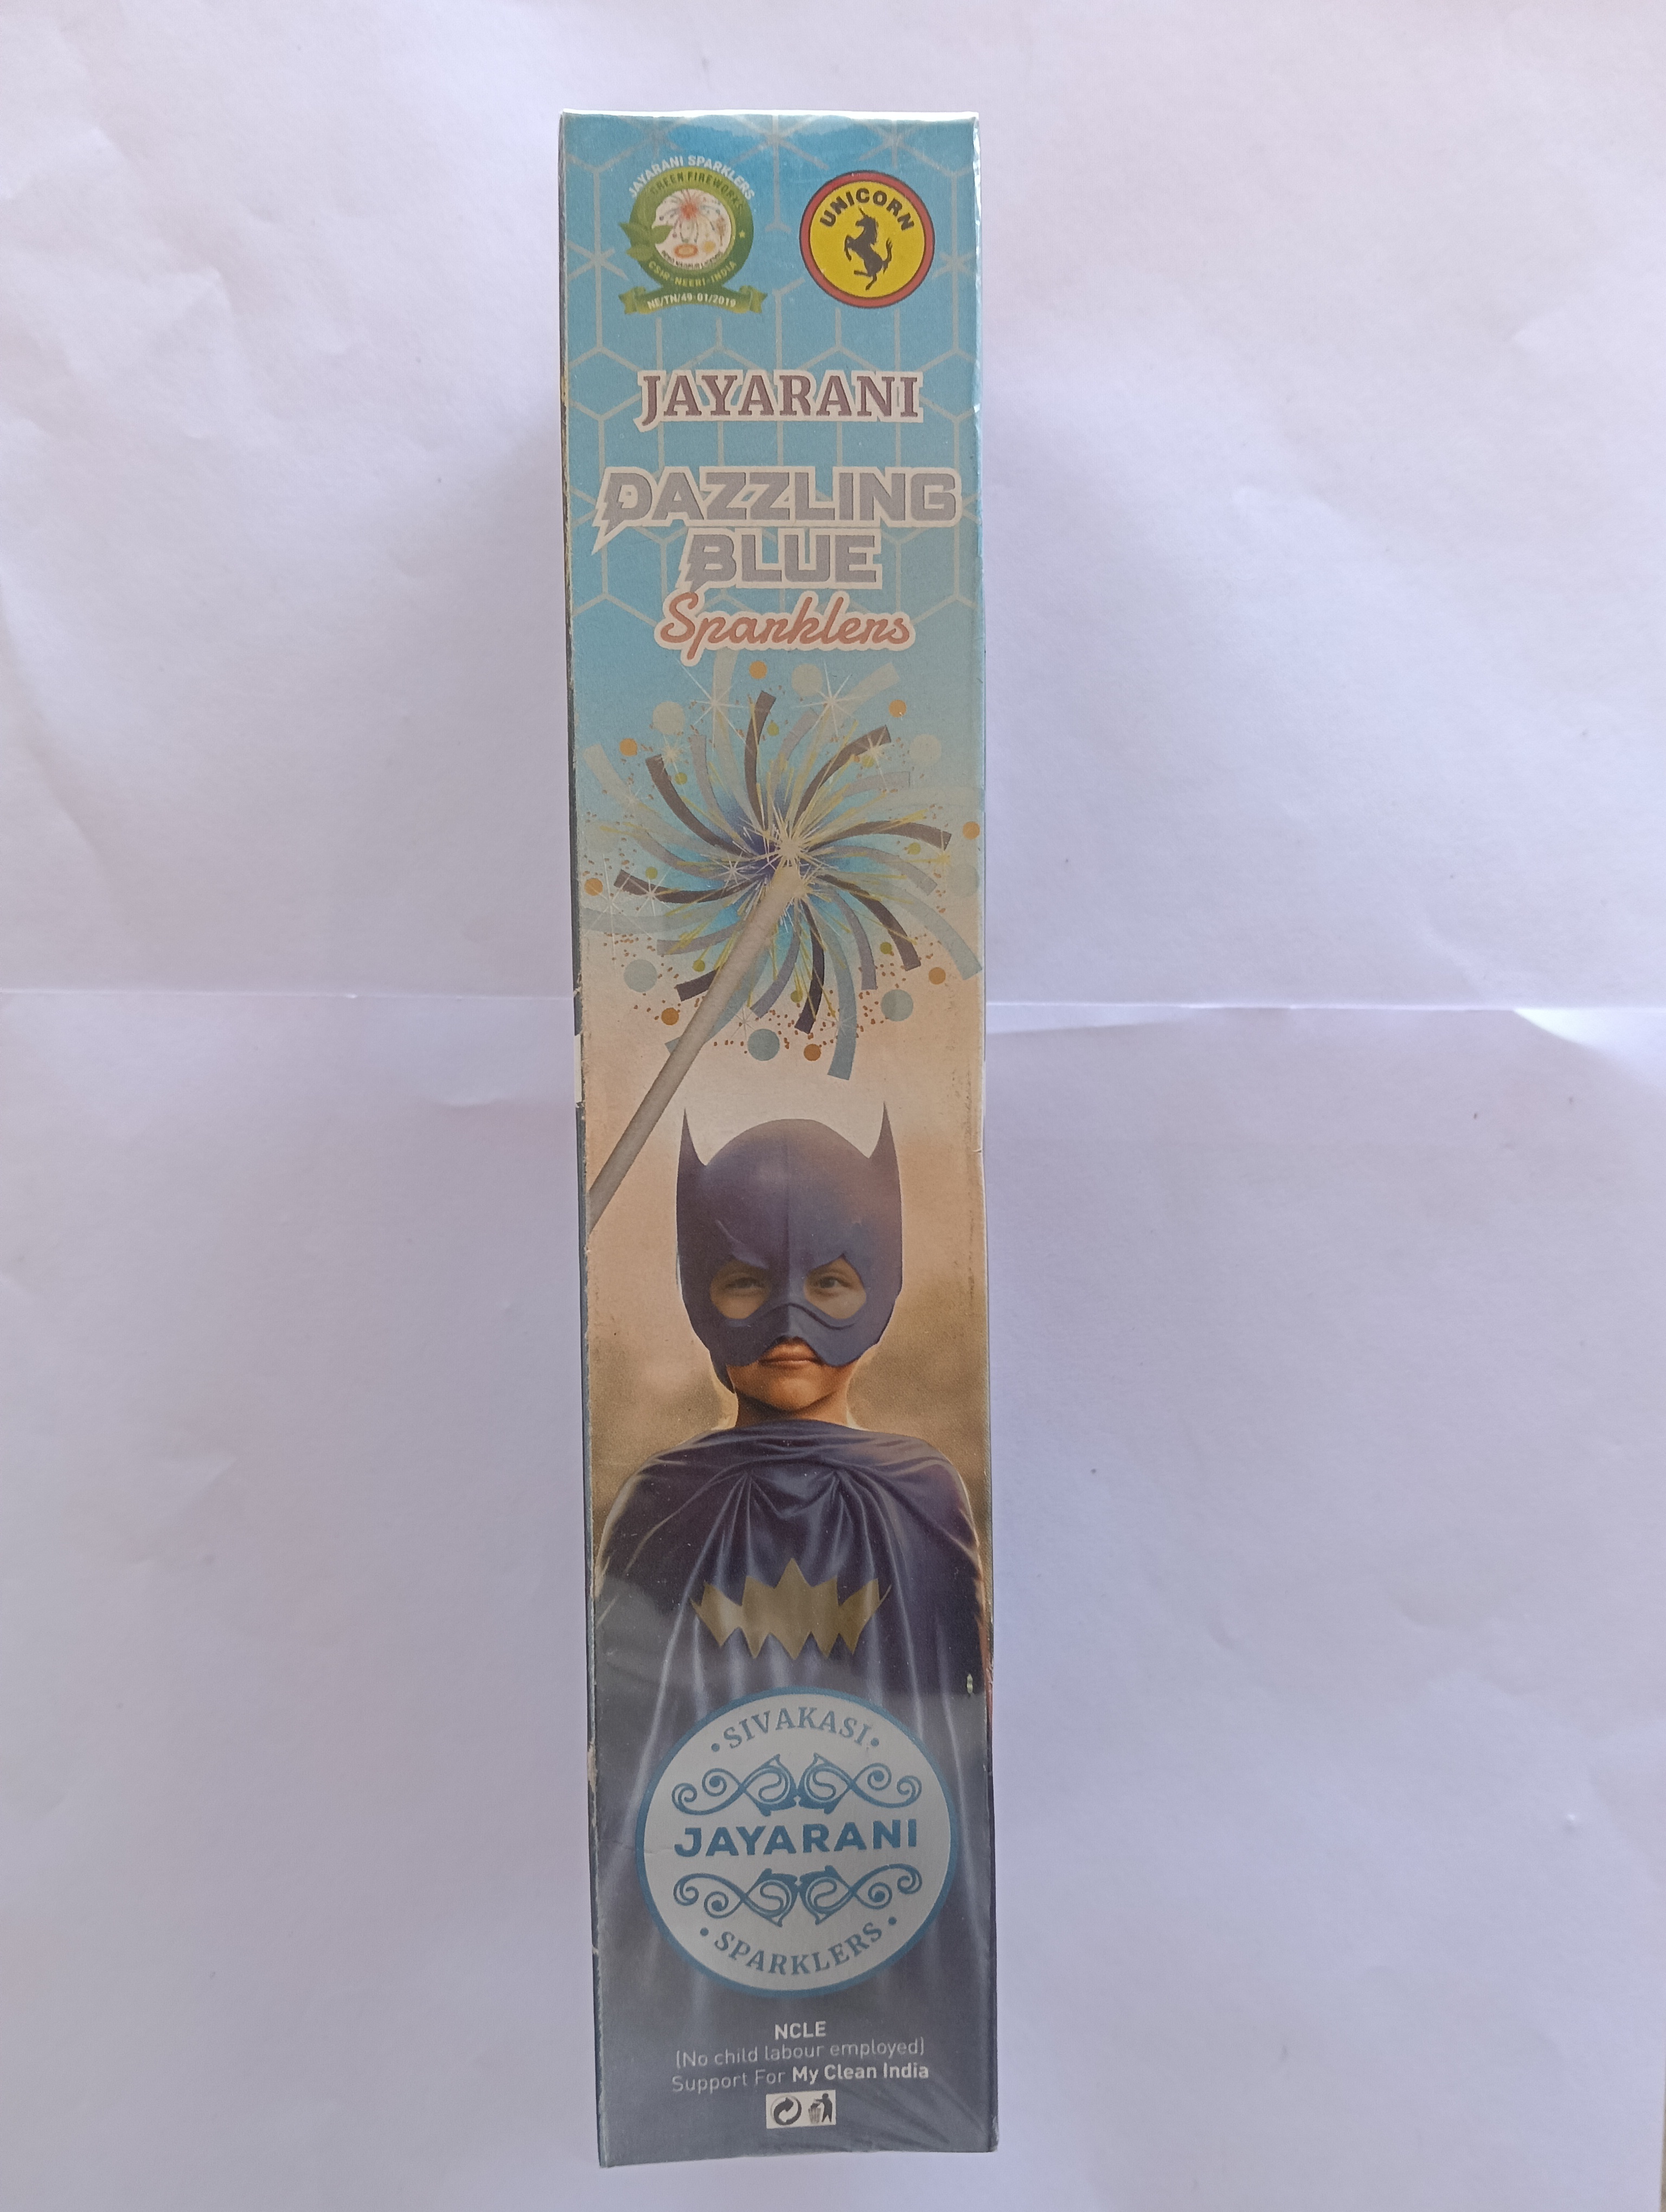 JAYARANI SPARKLERS
GREEN FIREWORKS
CSIR-NEERI-INDIA
NE/TN/49-01/2019
UNICORN
JAYARANI
DAZZLING
BLUE
Sparklers
SIVAKASI
JAYARANI
SPARKLERS
NCLE
(No child labour employed)
Support For My Clean India